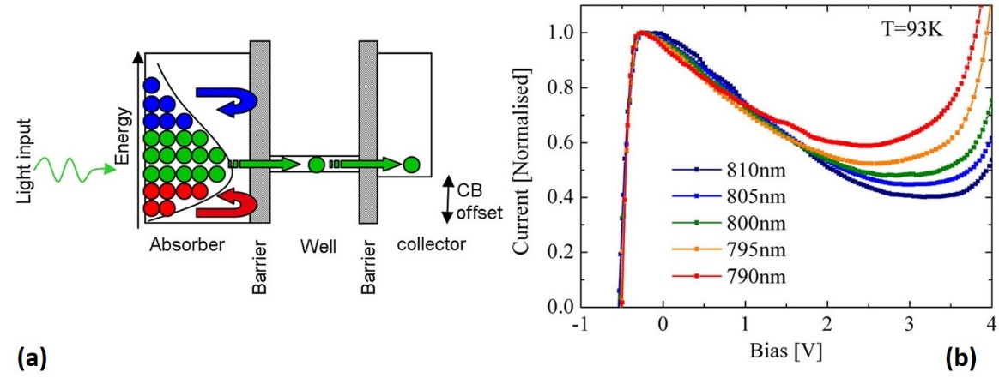 Light input
Energy
Absorber
Barrier
Well
Barrier
collector
CB
offset
(a)
Current [Normalised]
1.0
0.8
0.6
0.4
0.2
0.0
T=93K
810nm
805nm
800nm
795nm
790nm
-1
0
1
2
3
4
Bias [V]
(b)